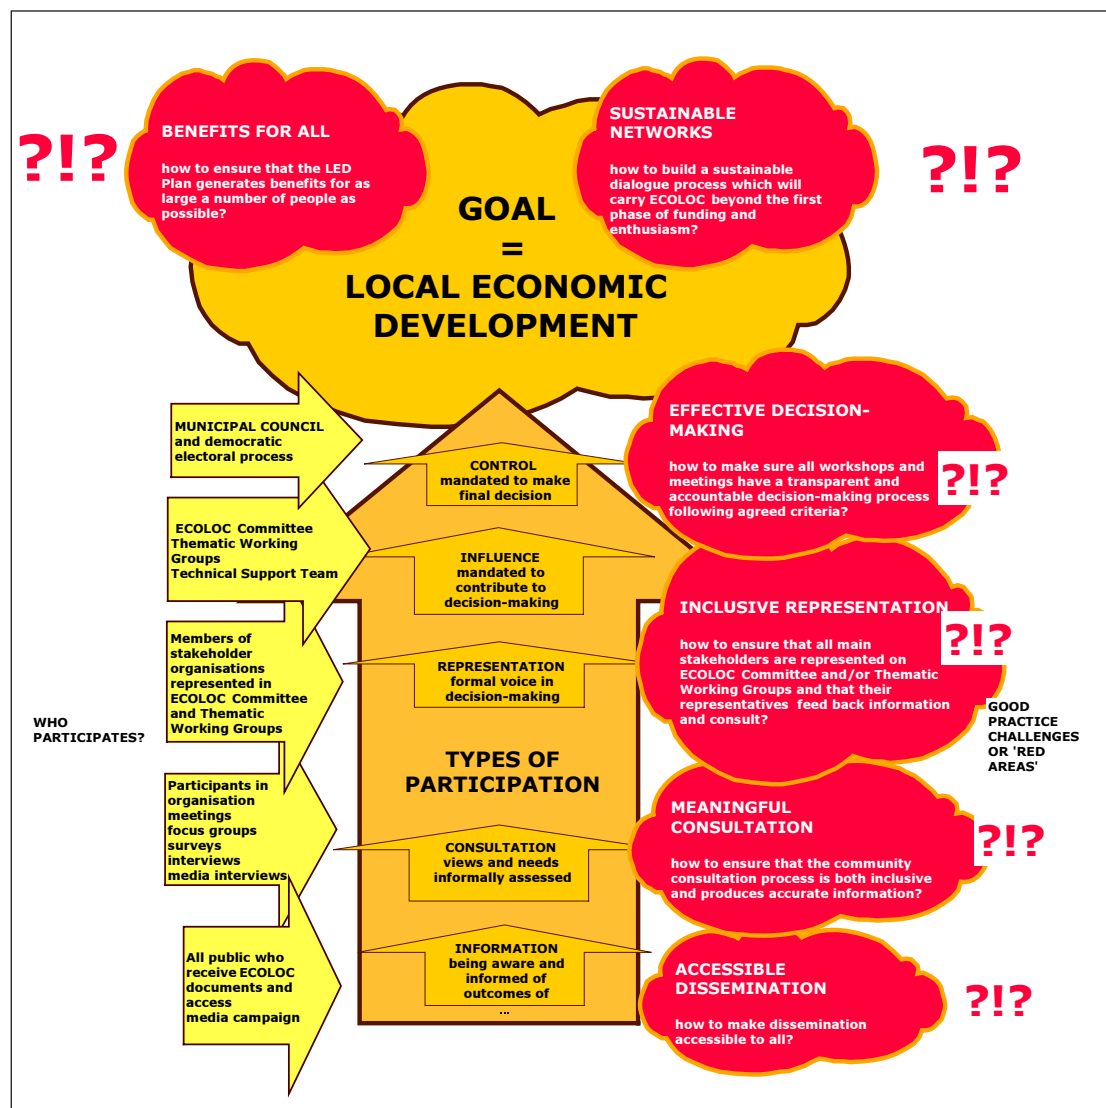 ?!?
BENEFITS FOR ALL
how to ensure that the LED
Plan generates benefits for as
large a number of people as
possible?
SUSTAINABLE
NETWORKS
how to build a sustainable
dialogue process which will
carry ECOLOC beyond the first
phase of funding and
enthusiasm?
?!?
GOAL
=
LOCAL ECONOMIC
DEVELOPMENT
MUNICIPAL COUNCIL
and democratic
electoral process
CONTROL
mandated to make
final decision
EFFECTIVE DECISION-
MAKING
how to make sure all workshops and
meetings have a transparent and
accountable decision-making process
following agreed criteria?
?!?
ECOLOC Committee
Thematic Working
Groups
Technical Support Team
INFLUENCE
mandated to
contribute to
decision-making
INCLUSIVE REPRESENTATION
how to ensure that all main
stakeholders are represented on
ECOLOC Committee and/or Thematic
Working Groups and that their
representatives feed back information
and consult?
?!?
Members of
stakeholder
organisations
represented in
ECOLOC Committee
and Thematic
Working Groups
REPRESENTATION
formal voice in
decision-making
WHO
PARTICIPATES?
GOOD
PRACTICE
CHALLENGES
OR 'RED
AREAS'
TYPES OF
PARTICIPATION
Participants in
organisation
meetings
focus groups
surveys
interviews
media interviews
CONSULTATION
views and needs
informally assessed
MEANINGFUL
CONSULTATION
how to ensure that the community
consultation process is both inclusive
and produces accurate information?
?!?
All public who
receive ECOLOC
documents and
access
media campaign
INFORMATION
being aware and
informed of
outcomes of
...
ACCESSIBLE
DISSEMINATION
how to make dissemination
accessible to all?
?!?